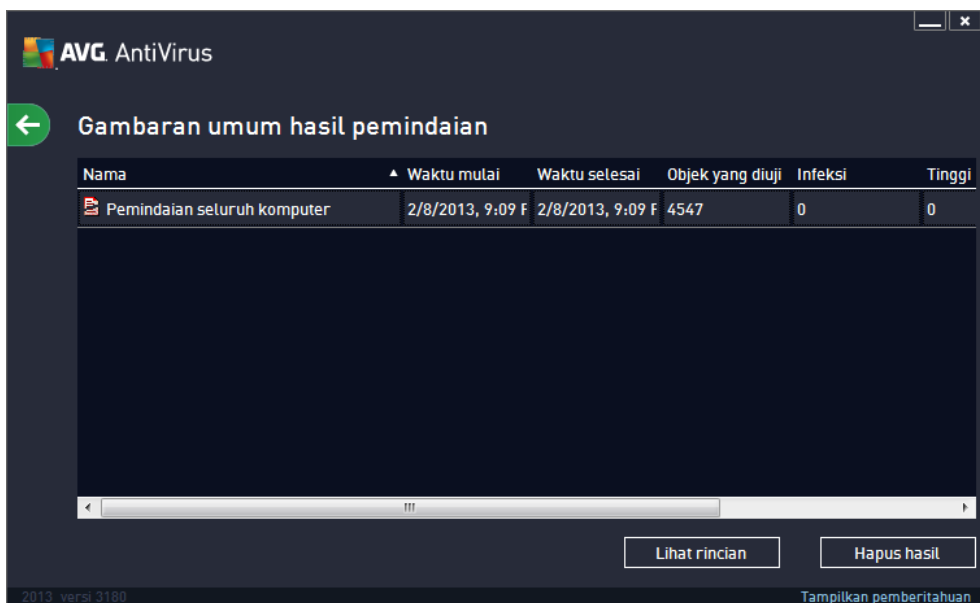 AVG. AntiVirus
Gambaran umum hasil pemindaian
Nama Waktu mulai Waktu selesai Objek yang diuji Infeksi Tinggi
Pemindaian seluruh komputer 2/8/2013, 9:09 2/8/2013, 9:09 4547 0 0
Lihat rincian Hapus hasil
2013 versi 3180 Tampilkan pemberitahuan